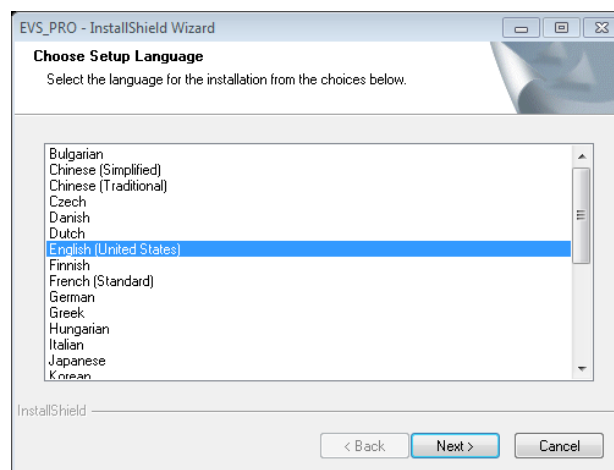 EVS_PRO - InstallShield Wizard
Choose Setup Language
Select the language for the installation from the choices below.
Bulgarian
Chinese (Simplified)
Chinese (Traditional)
Czech
Danish
Dutch
English (United States)
Finnish
French (Standard)
German
Greek
Hungarian
Italian
Japanese
Korean
InstallShield
< Back Next > Cancel